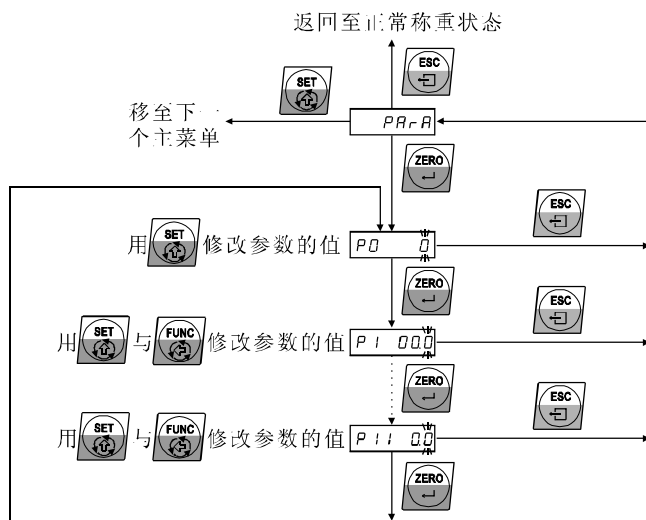 返回至正常称重状态
ESC
SET
移至下一
个主菜单
PArA
ZERO
ESC
用 SET 修改参数的值 P0 0
ZERO
ESC
用 SET 与 FUNC 修改参数的值 P1 00.0
ZERO
ESC
用 SET 与 FUNC 修改参数的值 P11 0.0
ZERO